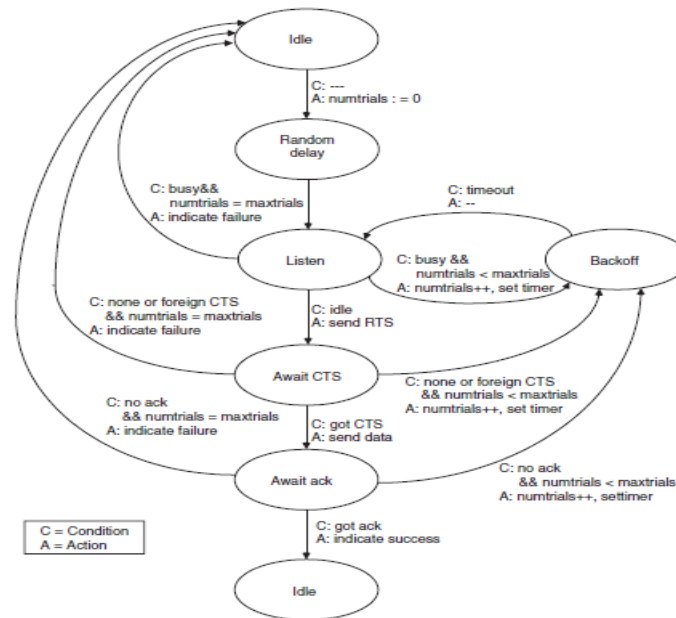 Idle
C: ---
A: numtrials : = 0
Random
delay
C: busy&&
numtrials = maxtrials
A: indicate failure
C: timeout
A: --
Listen
Backoff
C: busy &&
numtrials < maxtrials
A: numtrials++, set timer
C: idle
A: send RTS
C: none or foreign CTS
&& numtrials = maxtrials
A: indicate failure
Await CTS
C: none or foreign CTS
&& numtrials < maxtrials
A: numtrials++, set timer
C: no ack
&& numtrials = maxtrials
A: indicate failure
C: got CTS
A: send data
Await ack
C: no ack
&& numtrials < maxtrials
A: numtrials++, settimer
C = Condition
A = Action
C: got ack
A: indicate success
Idle